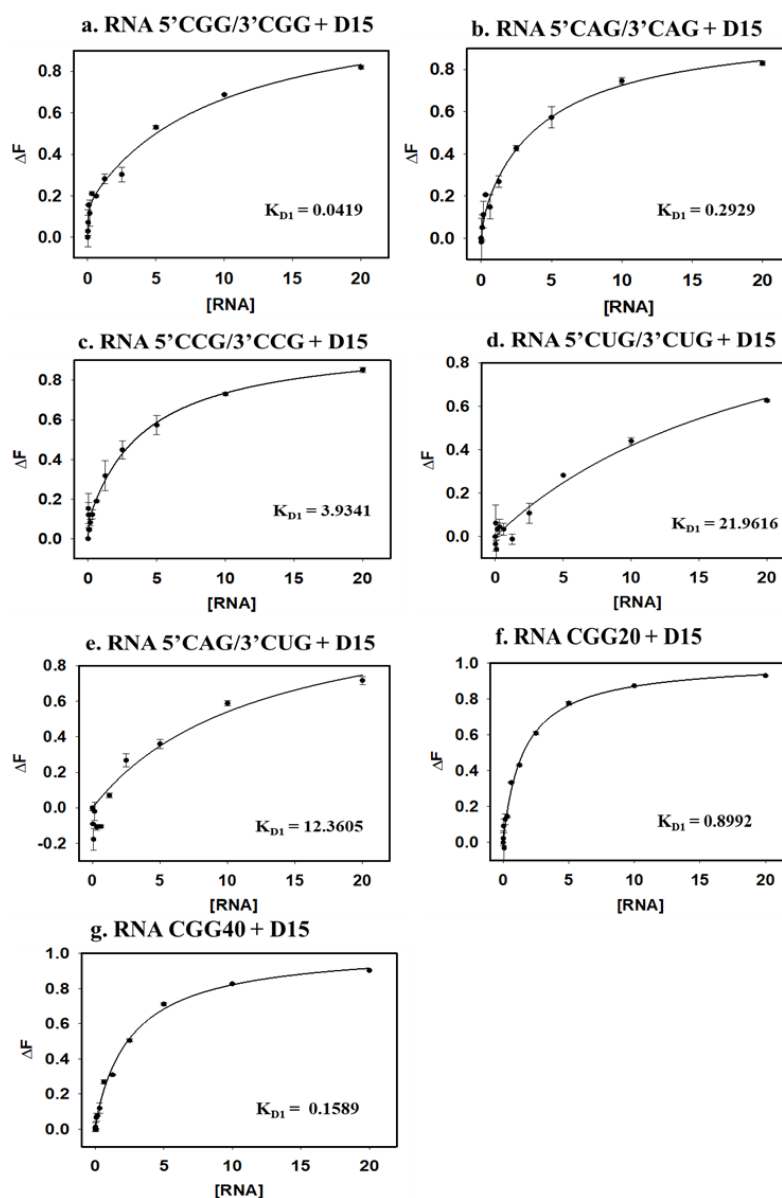 a. RNA 5'CGG/3'CGG + D15
0.8
0.6
0.4
0.2
0.0
ΔF
K_D1 = 0.0419
0 5 10 15 20
[RNA]
b. RNA 5'CAG/3'CAG + D15
0.8
0.6
0.4
0.2
0.0
ΔF
K_D1 = 0.2929
0 5 10 15 20
[RNA]
c. RNA 5'CCG/3'CCG + D15
0.8
0.6
0.4
0.2
0.0
ΔF
K_D1 = 3.9341
0 5 10 15 20
[RNA]
d. RNA 5'CUG/3'CUG + D15
0.8
0.6
0.4
0.2
0.0
ΔF
K_D1 = 21.9616
0 5 10 15 20
[RNA]
e. RNA 5'CAG/3'CUG + D15
0.8
0.6
0.4
0.2
0.0
-0.2
ΔF
K_D1 = 12.3605
0 5 10 15 20
[RNA]
f. RNA CGG20 + D15
1.0
0.8
0.6
0.4
0.2
0.0
ΔF
K_D1 = 0.8992
0 5 10 15 20
[RNA]
g. RNA CGG40 + D15
1.0
0.8
0.6
0.4
0.2
0.0
ΔF
K_D1 = 0.1589
0 5 10 15 20
[RNA]